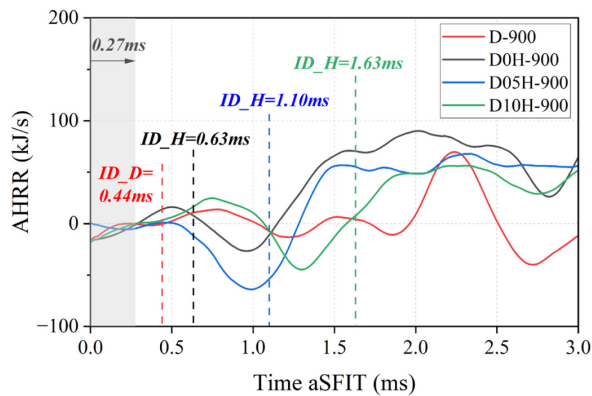 200
100
0
−100
AHRR (kJ/s)
0.27ms
ID_D=
0.44ms
ID_H=0.63ms
ID_H=1.10ms
ID_H=1.63ms
D-900
D0H-900
D05H-900
D10H-900
0.0 0.5 1.0 1.5 2.0 2.5 3.0
Time aSFIT (ms)